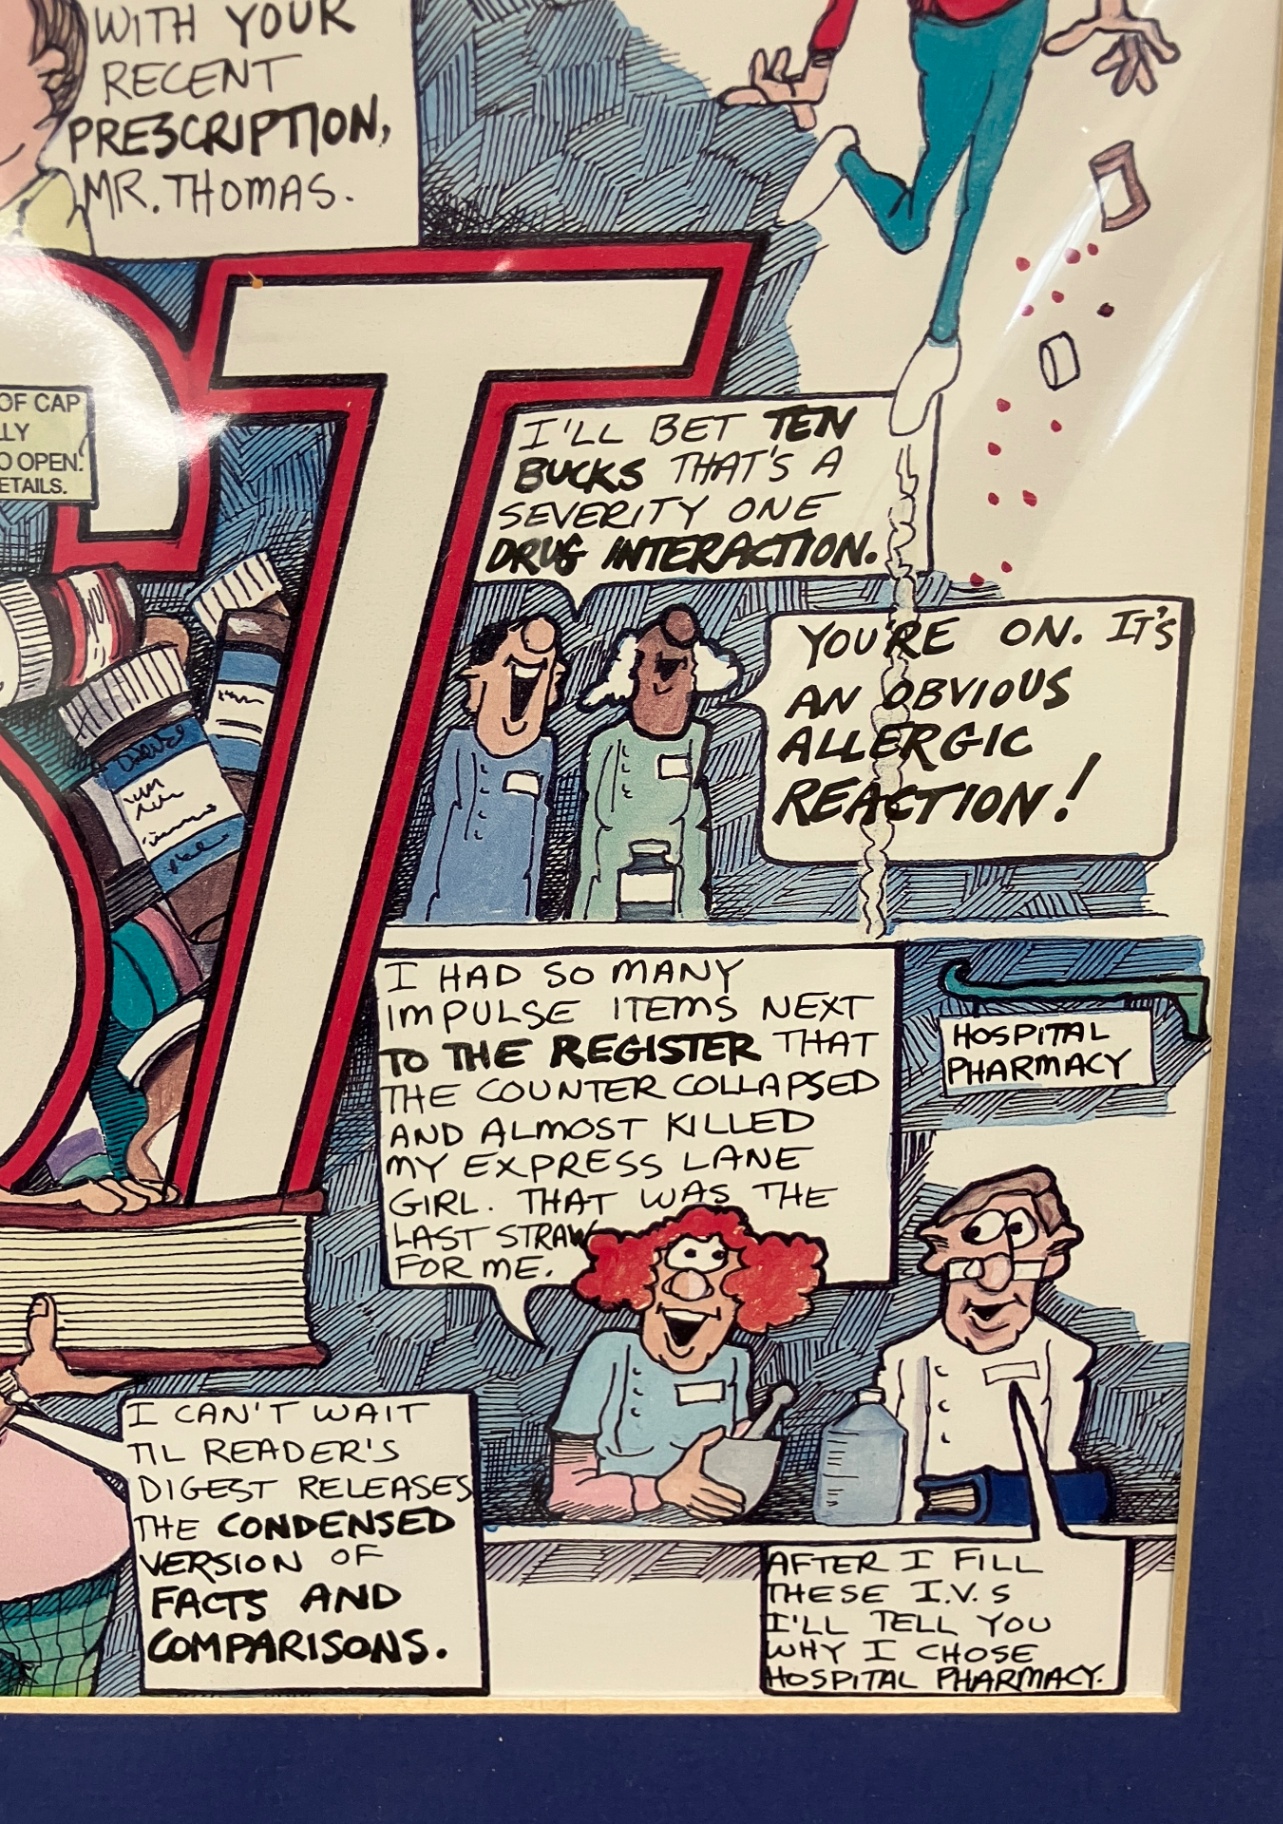 WITH YOUR
RECENT
PRESCRIPTION,
MR. THOMAS.
ST
OF CAP
LLY
O OPEN.
ETAILS.
I'LL BET TEN
BUCKS THAT'S A
SEVERITY ONE
DRUG INTERACTION.
YOU'RE ON. IT'S
AN OBVIOUS
ALLERGIC
REACTION!
I HAD SO MANY
IMPULSE ITEMS NEXT
TO THE REGISTER THAT
THE COUNTER COLLAPSED
AND ALMOST KILLED
MY EXPRESS LANE
GIRL. THAT WAS THE
LAST STRAW
FOR ME.
HOSPITAL
PHARMACY
I CAN'T WAIT
TIL READER'S
DIGEST RELEASES
THE CONDENSED
VERSION OF
FACTS AND
COMPARISONS.
AFTER I FILL
THESE I.V.S
I'LL TELL YOU
WHY I CHOSE
HOSPITAL PHARMACY.